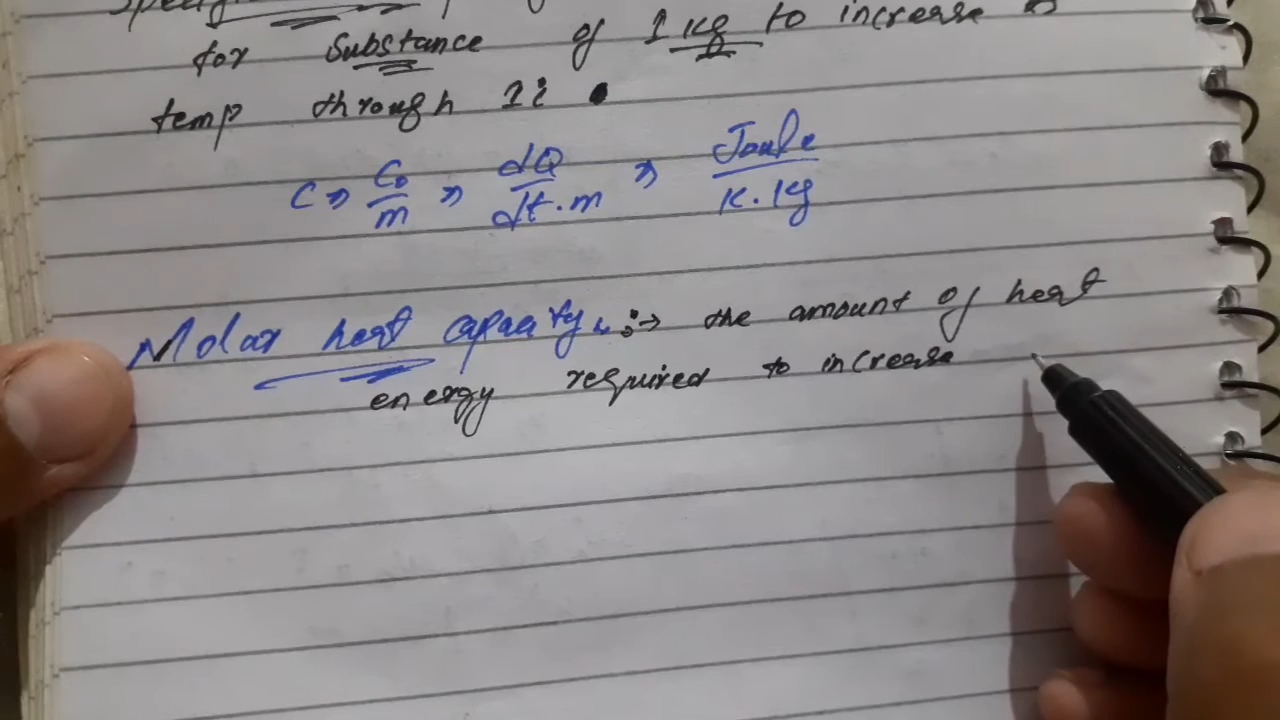 for Substance of 1 kg to increase
temp through 1i
C => C₀/m => dQ/dt.m => Joule/K.Kg
Molar heat capacity :-> the amount of heat
energy required to increase